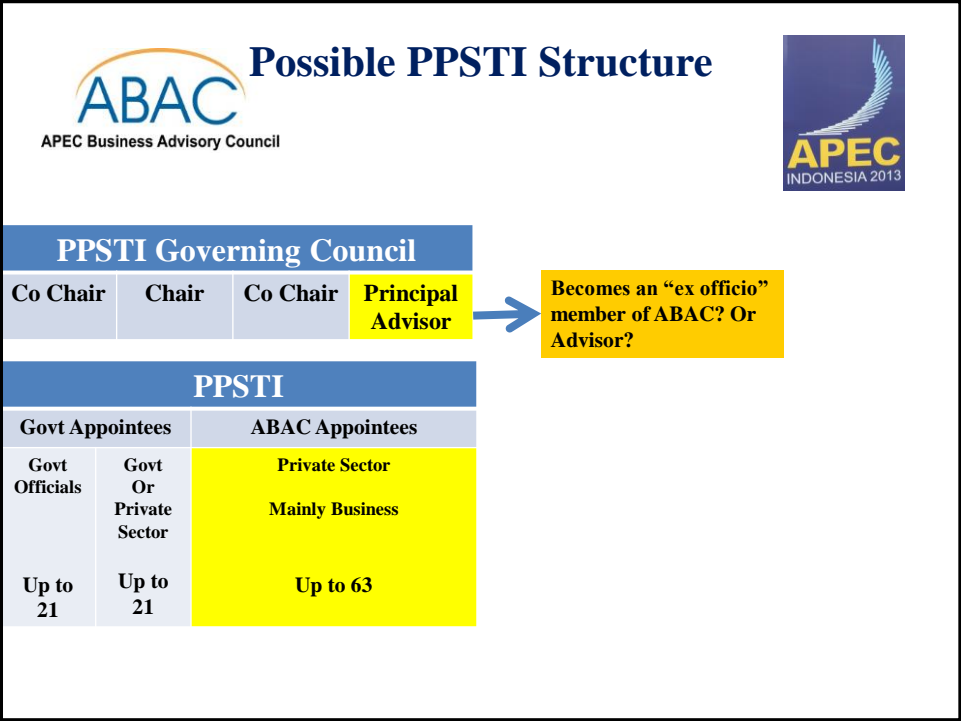 Possible PPSTI Structure
ABAC
APEC Business Advisory Council
APEC
INDONESIA 2013
PPSTI Governing Council
Co Chair
Chair
Co Chair
Principal
Advisor
Becomes an “ex officio”
member of ABAC? Or
Advisor?
PPSTI
Govt Appointees
ABAC Appointees
Govt
Officials
Up to
21
Govt
Or
Private
Sector
Up to
21
Private Sector
Mainly Business
Up to 63